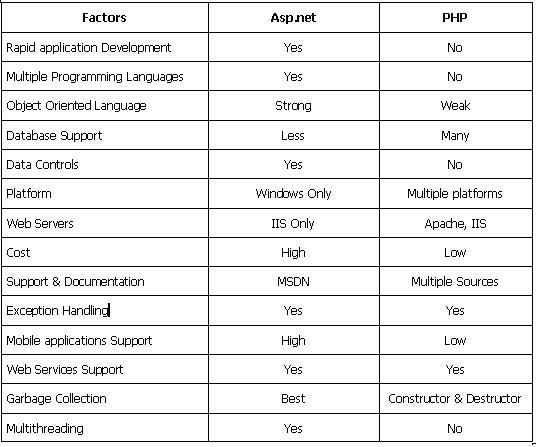 Factors Asp.net PHP
Rapid application Development Yes No
Multiple Programming Languages Yes No
Object Oriented Language Strong Weak
Database Support Less Many
Data Controls Yes No
Platform Windows Only Multiple platforms
Web Servers IIS Only Apache, IIS
Cost High Low
Support & Documentation MSDN Multiple Sources
Exception Handling Yes Yes
Mobile applications Support High Low
Web Services Support Yes Yes
Garbage Collection Best Constructor & Destructor
Multithreading Yes No